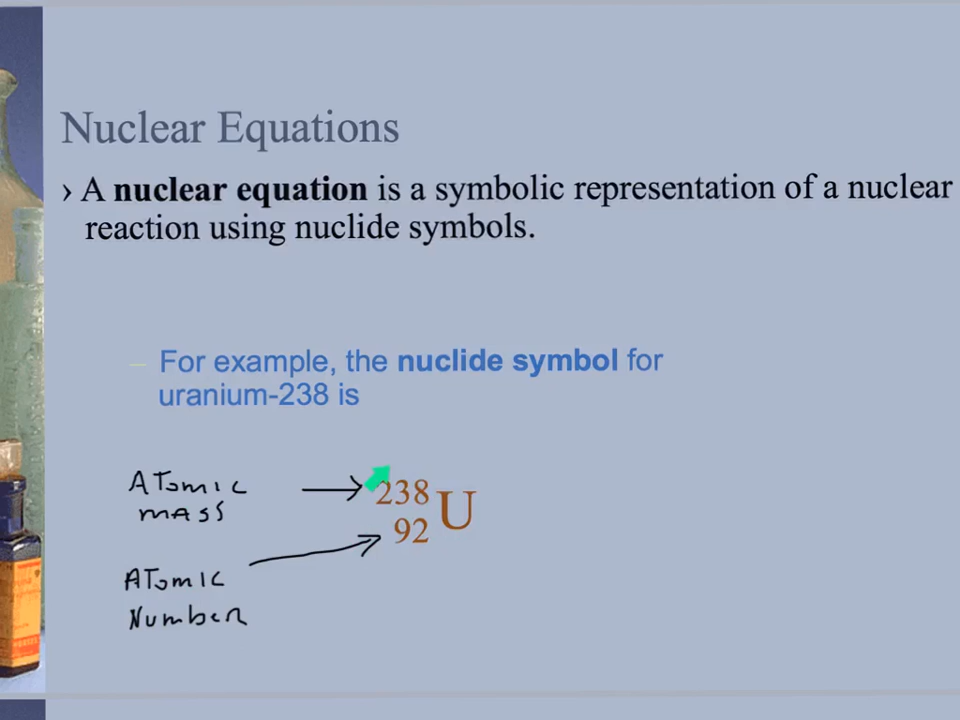 Nuclear Equations
› A nuclear equation is a symbolic representation of a nuclear
reaction using nuclide symbols.
– For example, the nuclide symbol for
uranium-238 is
ATomic
mASS
238
92 U
ATomIC
NumbeR